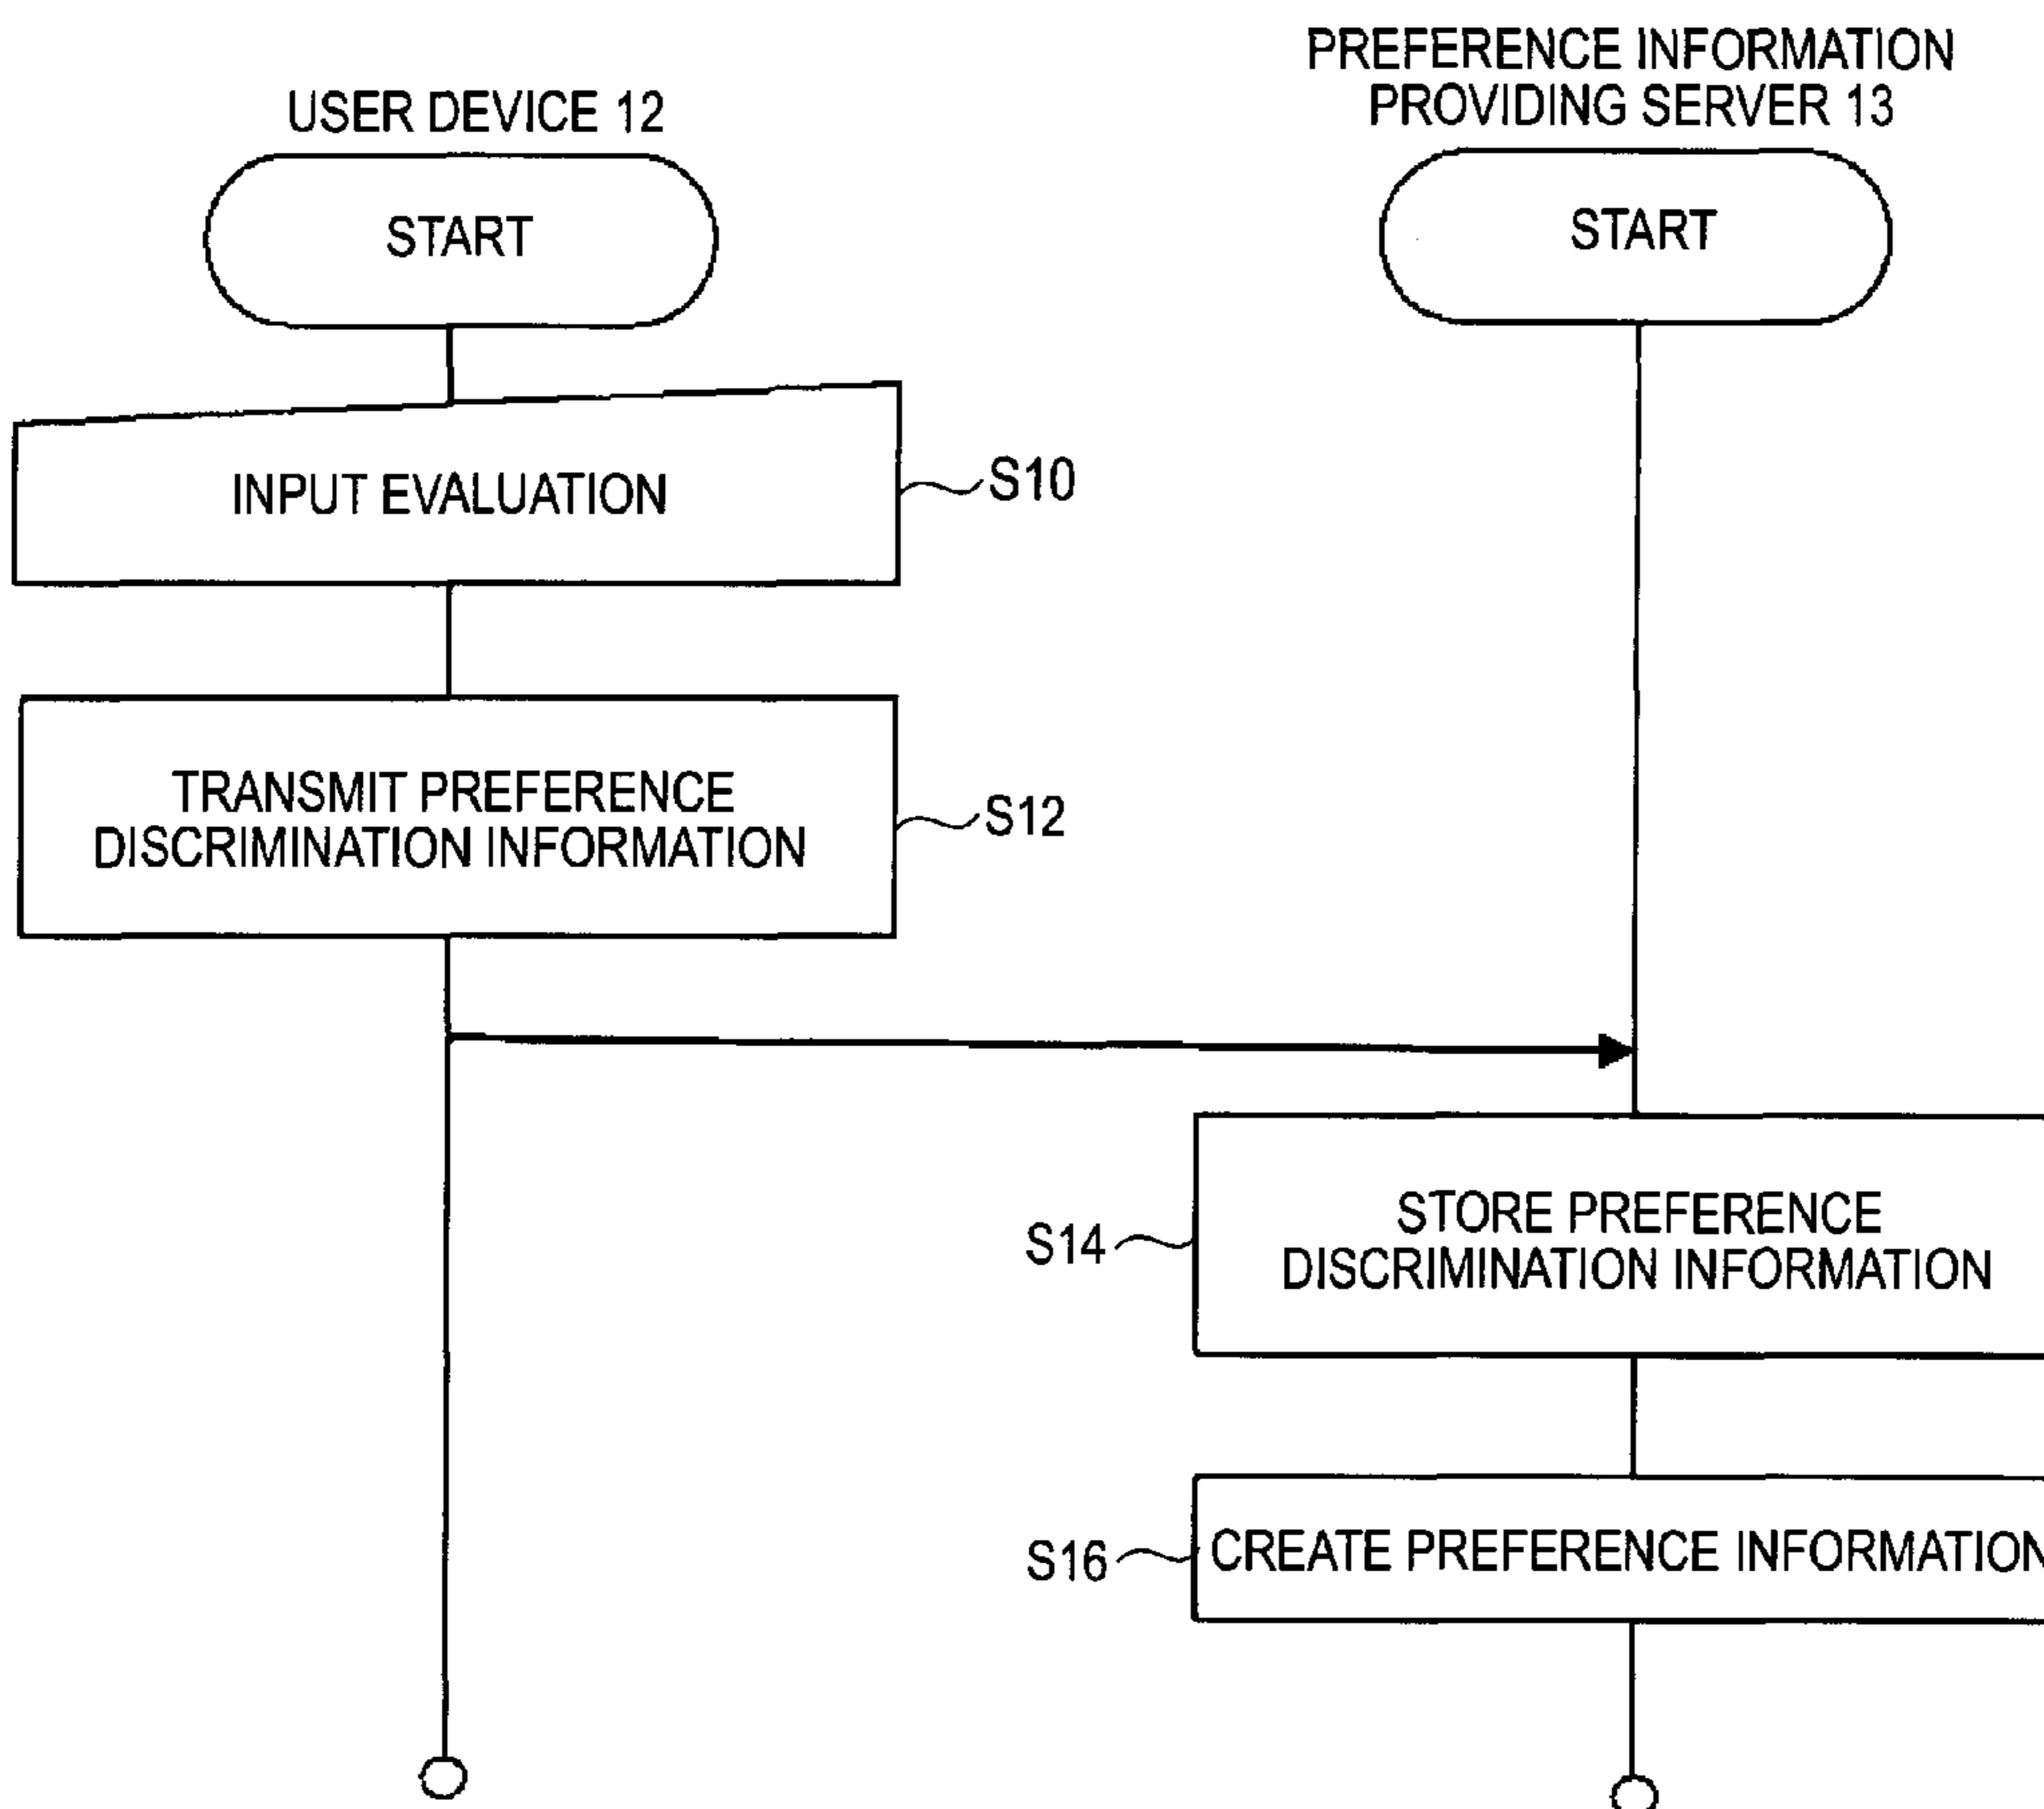 USER DEVICE 12
PREFERENCE INFORMATION
PROVIDING SERVER 13
START
START
INPUT EVALUATION
S10
TRANSMIT PREFERENCE
DISCRIMINATION INFORMATION
S12
S14
STORE PREFERENCE
DISCRIMINATION INFORMATION
S16
CREATE PREFERENCE INFORMATION